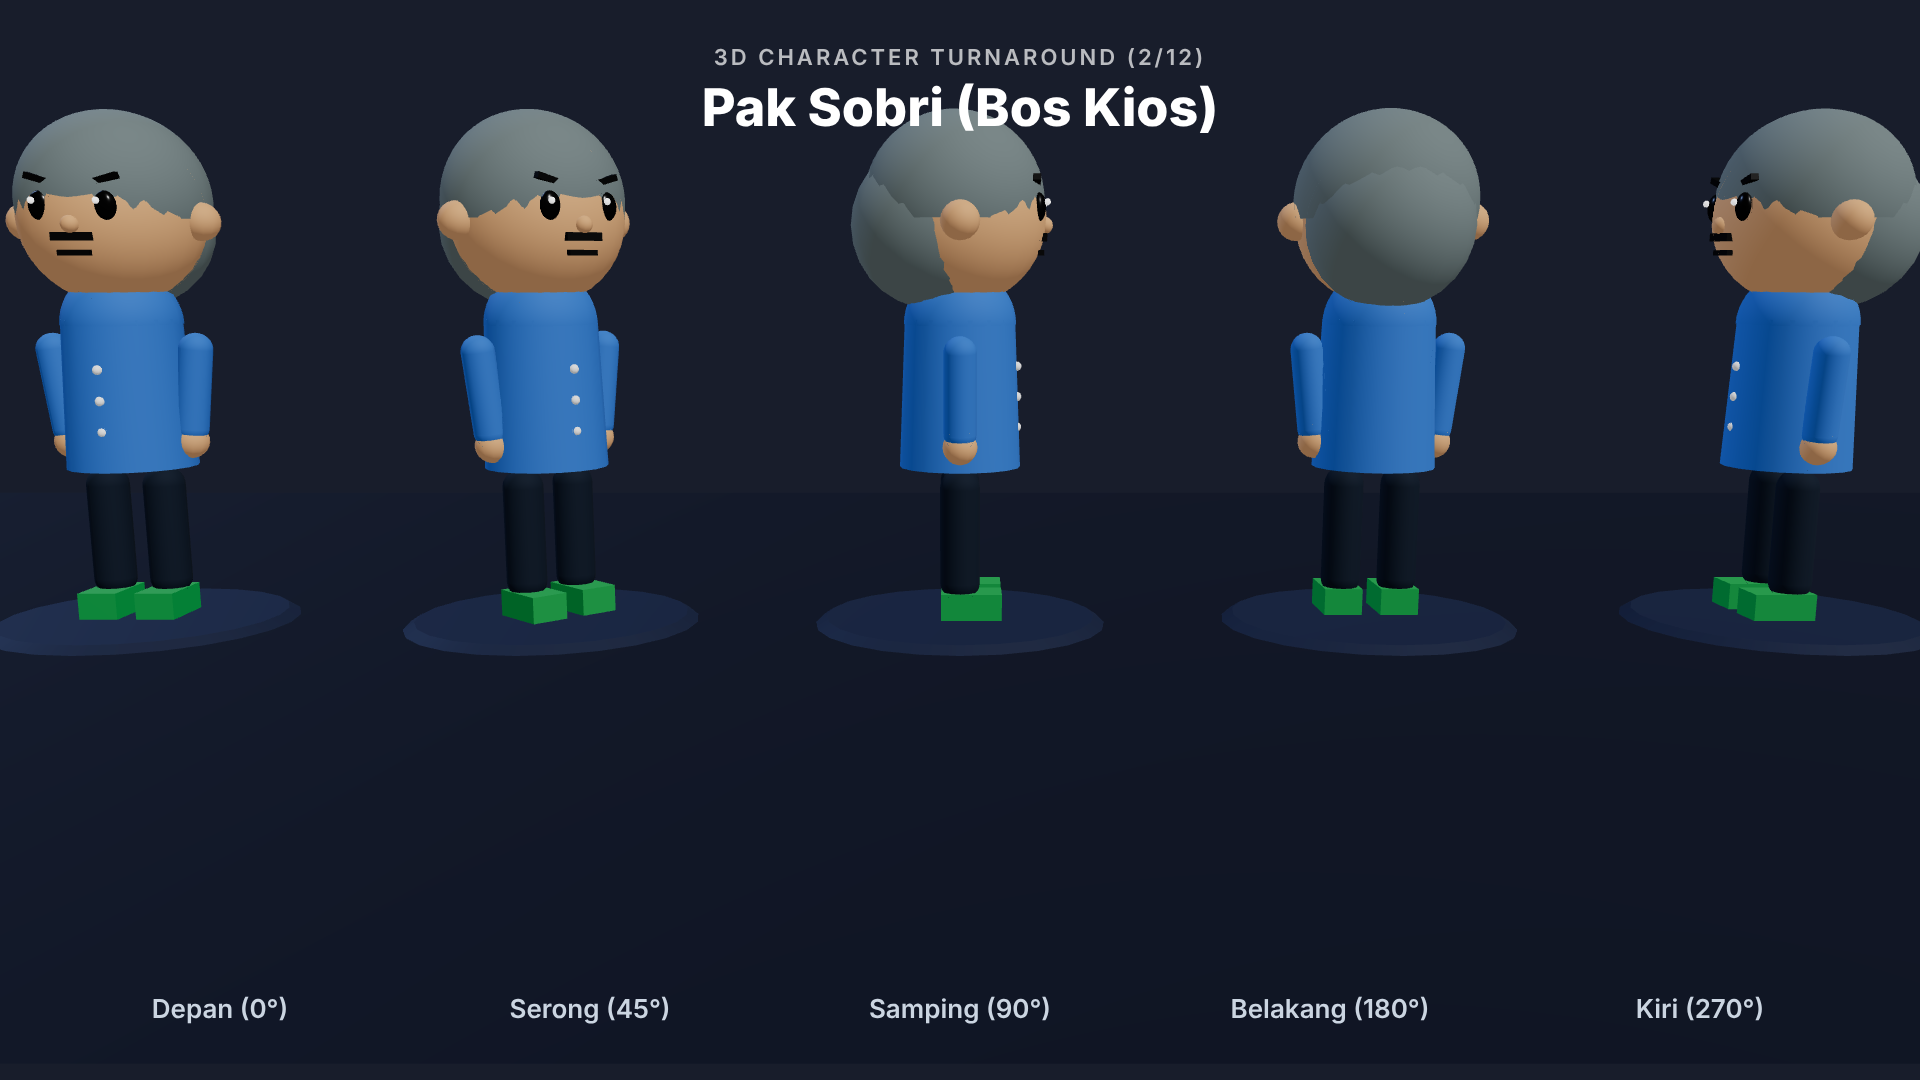 3D CHARACTER TURNAROUND (2/12)
Pak Sobri (Bos Kios)
Depan (0°)
Serong (45°)
Samping (90°)
Belakang (180°)
Kiri (270°)